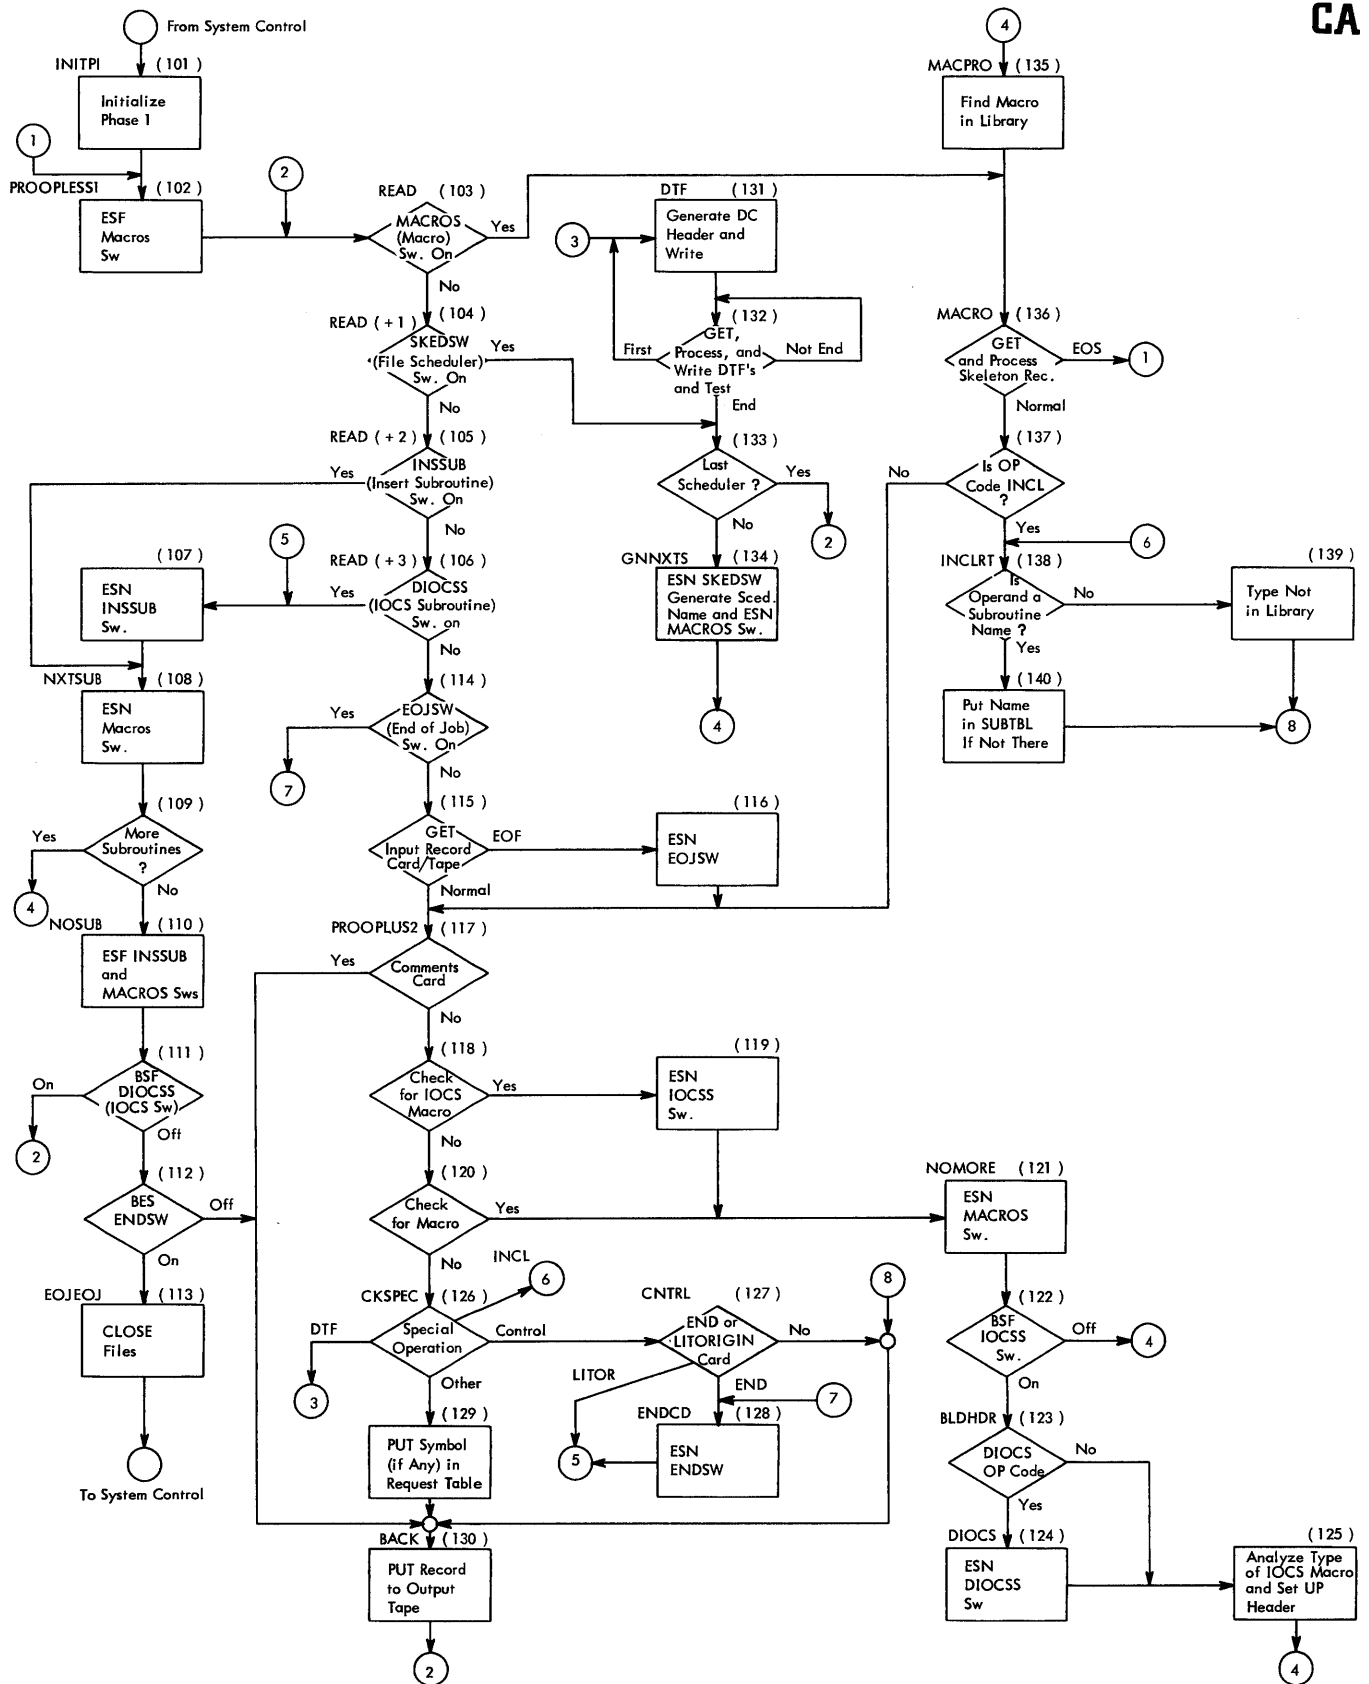 CA
From System Control
INITPI (101)
Initialize
Phase 1
1
PROOPLESS1 (102)
ESF
Macros
Sw
2
READ (103)
MACROS
(Macro)
Sw. On
Yes
No
READ (+1) (104)
SKEDSW
(File Scheduler)
Sw. On
Yes
No
READ (+2) (105)
INSSUB
(Insert Subroutine)
Sw. On
Yes
No
5
READ (+3) (106)
DIOCSS
(IOCS Subroutine)
Sw. on
Yes
No
(107)
ESN
INSSUB
Sw.
NXTSUB (108)
ESN
Macros
Sw.
(109)
More
Subroutines
?
Yes
4
No
NOSUB (110)
ESF INSSUB
and
MACROS Sws
(111)
BSF
DIOCSS
(IOCS Sw)
On
2
Off
(112)
BES
ENDSW
Off
On
EOJEOJ (113)
CLOSE
Files
To System Control
(114)
EOJSW
(End of Job)
Sw. On
Yes
7
No
(115)
GET
Input Record
Card/Tape
EOF
Normal
(116)
ESN
EOJSW
PROOPLUS2 (117)
Comments
Card
Yes
No
(118)
Check
for IOCS
Macro
Yes
No
(119)
ESN
IOCSS
Sw.
(120)
Check
for Macro
Yes
No
INCL
6
CKSPEC (126)
Special
Operation
DTF
3
Control
Other
CNTRL (127)
END or
LITORIGIN
Card
No
8
LITOR
END
7
ENDCD (128)
ESN
ENDSW
5
(129)
PUT Symbol
(if Any) in
Request Table
BACK (130)
PUT Record
to Output
Tape
2
DTF (131)
3
Generate DC
Header and
Write
(132)
GET,
Process, and
Write DTF's
and Test
First
Not End
End
(133)
Last
Scheduler ?
Yes
2
No
GNNXTS (134)
ESN SKEDSW
Generate Sced.
Name and ESN
MACROS Sw.
4
4
MACPRO (135)
Find Macro
in Library
MACRO (136)
GET
and Process
Skeleton Rec.
EOS
1
Normal
(137)
Is OP
Code INCL
?
No
Yes
6
INCLRT (138)
Is
Operand a
Subroutine
Name ?
No
Yes
(139)
Type Not
in Library
(140)
Put Name
in SUBTBL
If Not There
8
NOMORE (121)
ESN
MACROS
Sw.
(122)
BSF
IOCSS
Sw.
Off
4
On
BLDHDR (123)
DIOCS
OP Code
No
Yes
DIOCS (124)
ESN
DIOCSS
Sw
(125)
Analyze Type
of IOCS Macro
and Set UP
Header
4